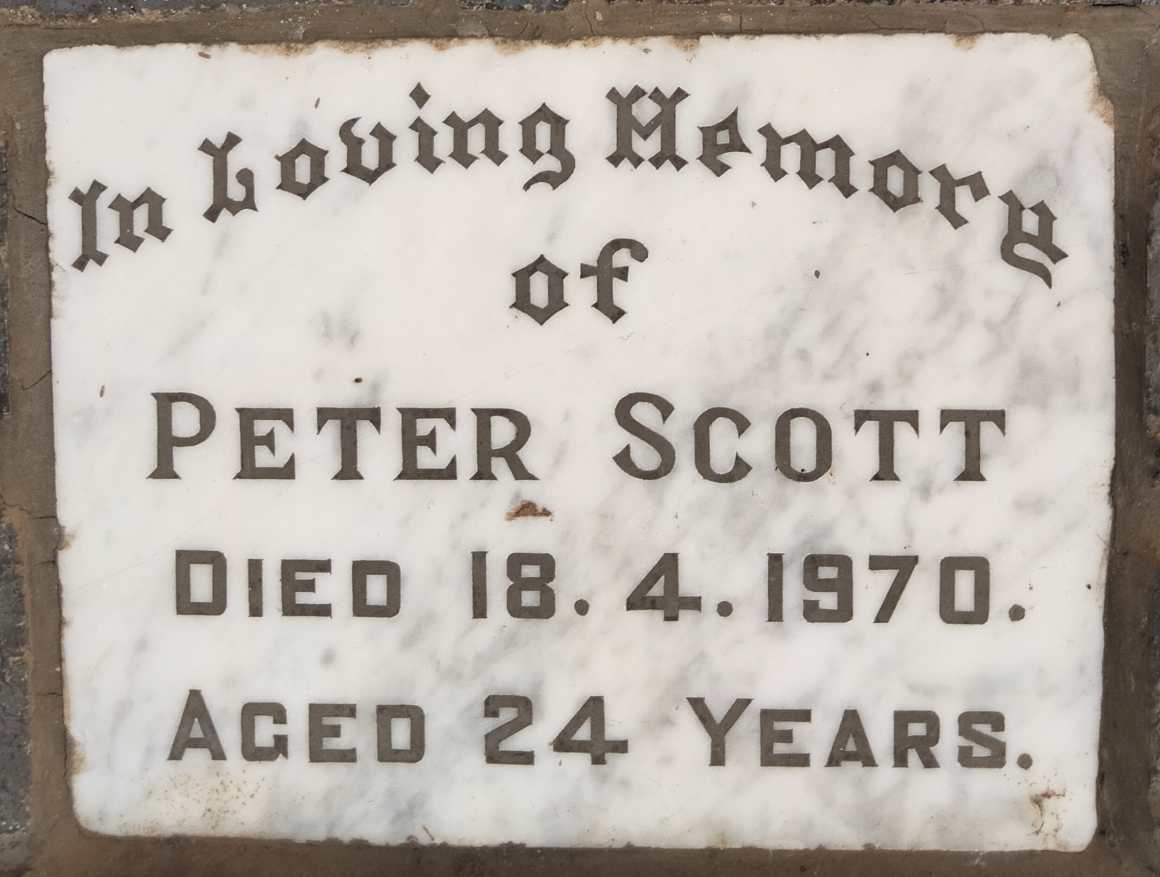 In Loving Memory
of
PETER SCOTT
DIED 18.4.1970.
AGED 24 YEARS.